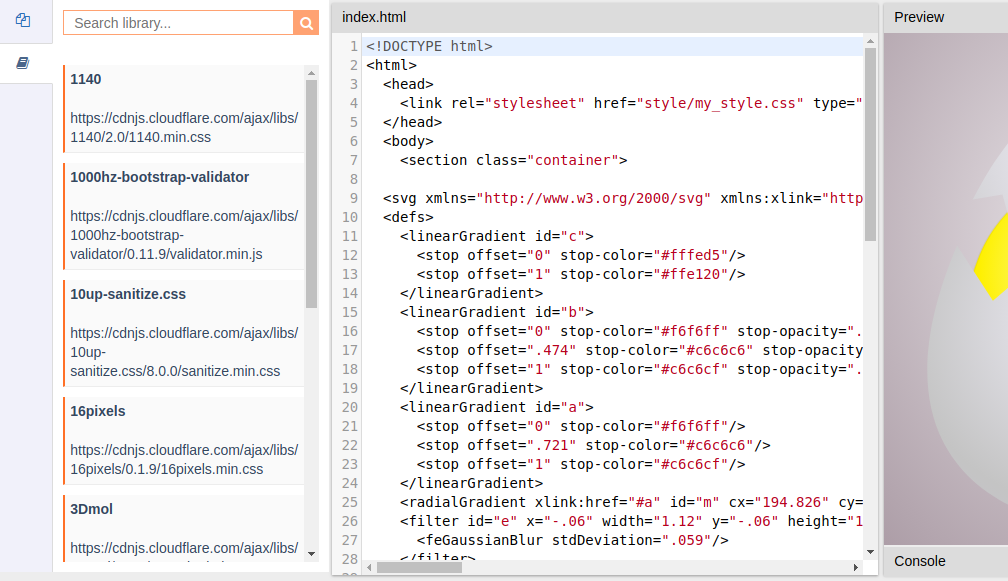 Search library...
1140
https://cdnjs.cloudflare.com/ajax/libs/
1140/2.0/1140.min.css
1000hz-bootstrap-validator
https://cdnjs.cloudflare.com/ajax/libs/
1000hz-bootstrap-
validator/0.11.9/validator.min.js
10up-sanitize.css
https://cdnjs.cloudflare.com/ajax/libs/
10up-
sanitize.css/8.0.0/sanitize.min.css
16pixels
https://cdnjs.cloudflare.com/ajax/libs/
16pixels/0.1.9/16pixels.min.css
3Dmol
https://cdnjs.cloudflare.com/ajax/libs/
index.html
1 <!DOCTYPE html>
2 <html>
3 <head>
4 <link rel="stylesheet" href="style/my_style.css" type="
5 </head>
6 <body>
7 <section class="container">
8
9 <svg xmlns="http://www.w3.org/2000/svg" xmlns:xlink="http
10 <defs>
11 <linearGradient id="c">
12 <stop offset="0" stop-color="#fffed5"/>
13 <stop offset="1" stop-color="#ffe120"/>
14 </linearGradient>
15 <linearGradient id="b">
16 <stop offset="0" stop-color="#f6f6ff" stop-opacity=".
17 <stop offset=".474" stop-color="#c6c6c6" stop-opacity
18 <stop offset="1" stop-color="#c6c6cf" stop-opacity=".
19 </linearGradient>
20 <linearGradient id="a">
21 <stop offset="0" stop-color="#f6f6ff"/>
22 <stop offset=".721" stop-color="#c6c6c6"/>
23 <stop offset="1" stop-color="#c6c6cf"/>
24 </linearGradient>
25 <radialGradient xlink:href="#a" id="m" cx="194.826" cy=
26 <filter id="e" x="-.06" width="1.12" y="-.06" height="1
27 <feGaussianBlur stdDeviation=".059"/>
28 </filter>
Preview
Console